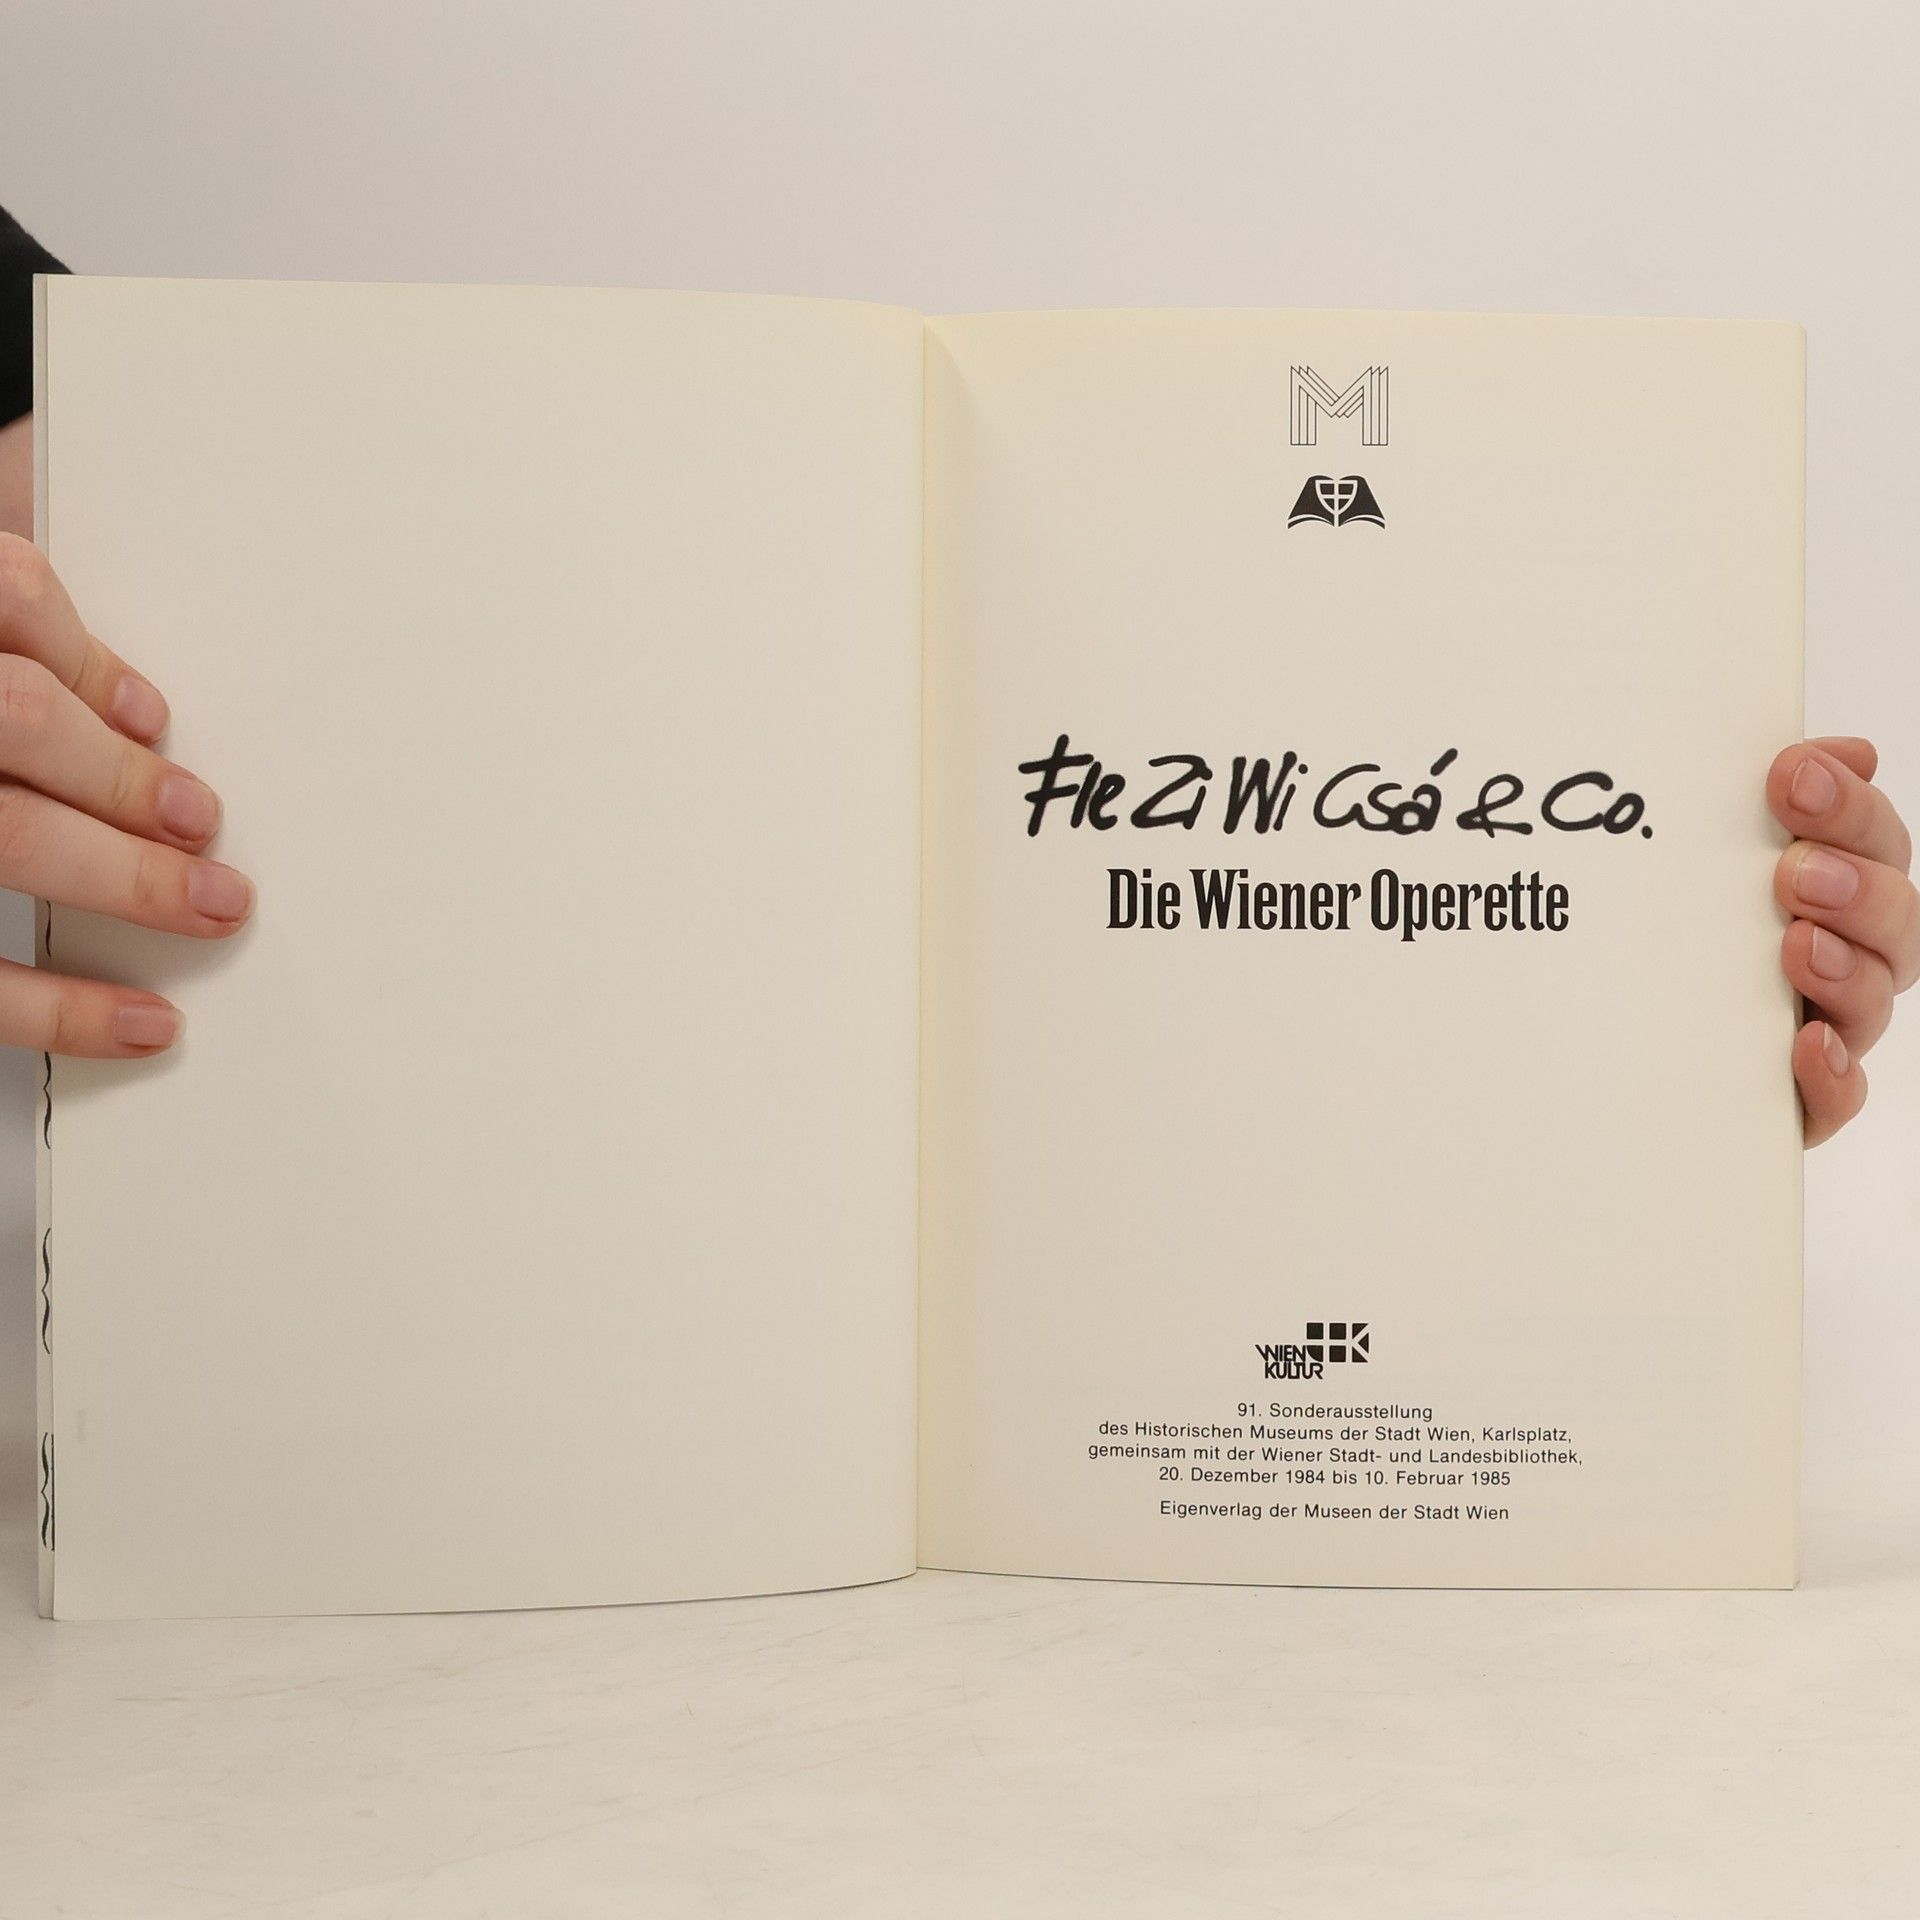 M
Fle Zi Wi Csá & Co.
Die Wiener Operette
WIEN
KULTUR
91. Sonderausstellung
des Historischen Museums der Stadt Wien, Karlsplatz,
gemeinsam mit der Wiener Stadt- und Landesbibliothek,
20. Dezember 1984 bis 10. Februar 1985
Eigenverlag der Museen der Stadt Wien